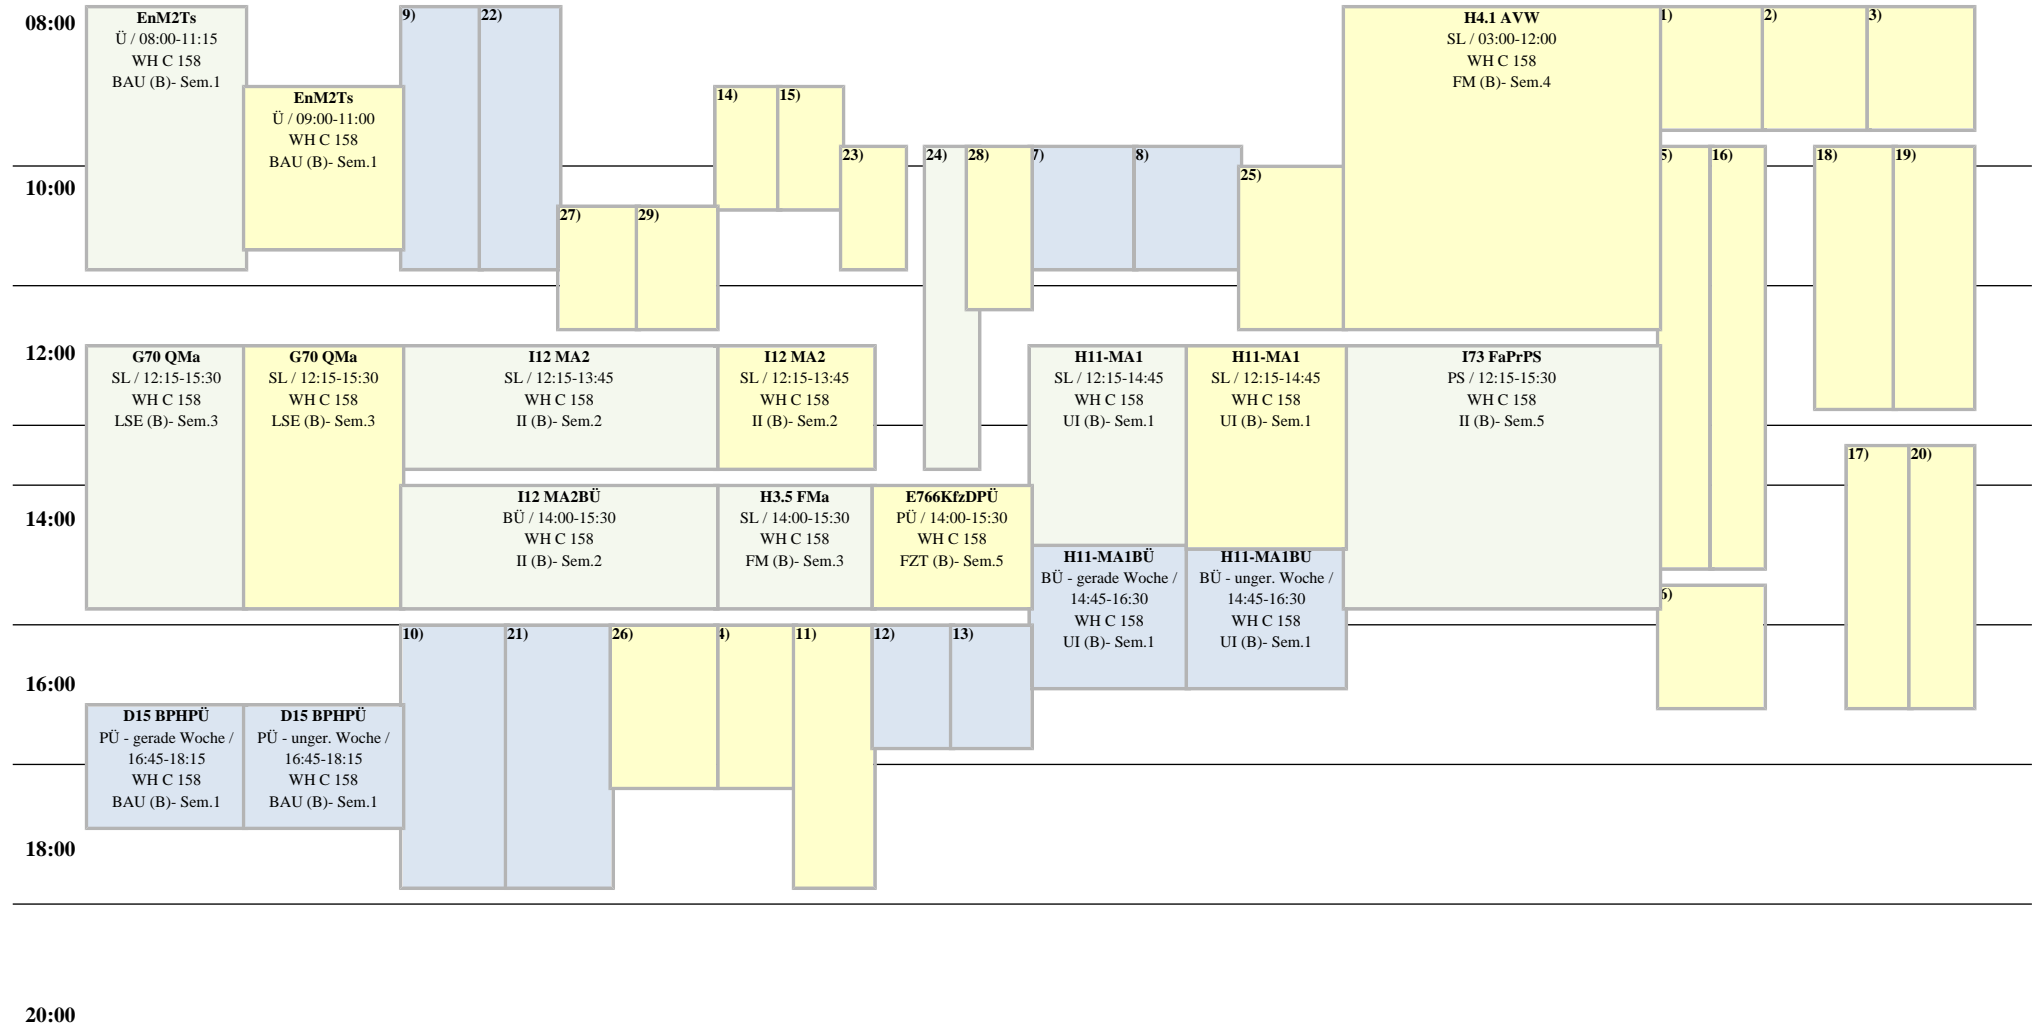 08:00
EnM2Ts
Ü / 08:00-11:15
WH C 158
BAU (B)- Sem.1
EnM2Ts
Ü / 09:00-11:00
WH C 158
BAU (B)- Sem.1
9)
22)
14)
15)
23)
24)
28)
7)
8)
25)
H4.1 AVW
SL / 03:00-12:00
WH C 158
FM (B)- Sem.4
1)
2)
3)
5)
16)
18)
19)
10:00
27)
29)
12:00
G70 QMa
SL / 12:15-15:30
WH C 158
LSE (B)- Sem.3
G70 QMa
SL / 12:15-15:30
WH C 158
LSE (B)- Sem.3
I12 MA2
SL / 12:15-13:45
WH C 158
II (B)- Sem.2
I12 MA2
SL / 12:15-13:45
WH C 158
II (B)- Sem.2
H11-MA1
SL / 12:15-14:45
WH C 158
UI (B)- Sem.1
H11-MA1
SL / 12:15-14:45
WH C 158
UI (B)- Sem.1
I73 FaPrPS
PS / 12:15-15:30
WH C 158
II (B)- Sem.5
17)
20)
14:00
I12 MA2BÜ
BÜ / 14:00-15:30
WH C 158
II (B)- Sem.2
H3.5 FMa
SL / 14:00-15:30
WH C 158
FM (B)- Sem.3
E766KfzDPÜ
PÜ / 14:00-15:30
WH C 158
FZT (B)- Sem.5
H11-MA1BÜ
BÜ - gerade Woche /
14:45-16:30
WH C 158
UI (B)- Sem.1
H11-MA1BÜ
BÜ - unger. Woche /
14:45-16:30
WH C 158
UI (B)- Sem.1
6)
10)
21)
26)
4)
11)
12)
13)
16:00
D15 BPHPÜ
PÜ - gerade Woche /
16:45-18:15
WH C 158
BAU (B)- Sem.1
D15 BPHPÜ
PÜ - unger. Woche /
16:45-18:15
WH C 158
BAU (B)- Sem.1
18:00
20:00